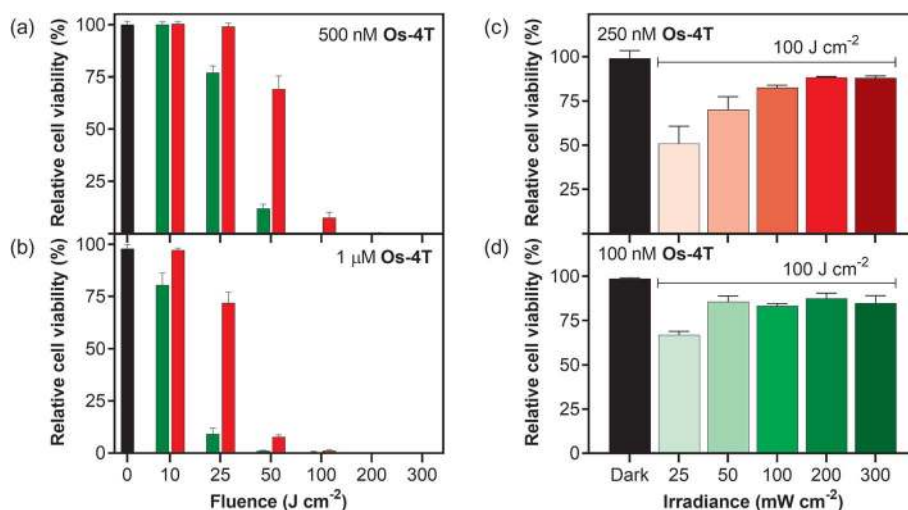 (a)
500 nM Os-4T
Relative cell viability (%)
100
75
50
25
(b)
1 μM Os-4T
Relative cell viability (%)
100
75
50
25
0
0 10 25 50 100 200 300
Fluence (J cm-2)
(c)
250 nM Os-4T
100 J cm-2
Relative cell viability (%)
100
75
50
25
(d)
100 nM Os-4T
100 J cm-2
Relative cell viability (%)
100
75
50
25
0
Dark 25 50 100 200 300
Irradiance (mW cm-2)